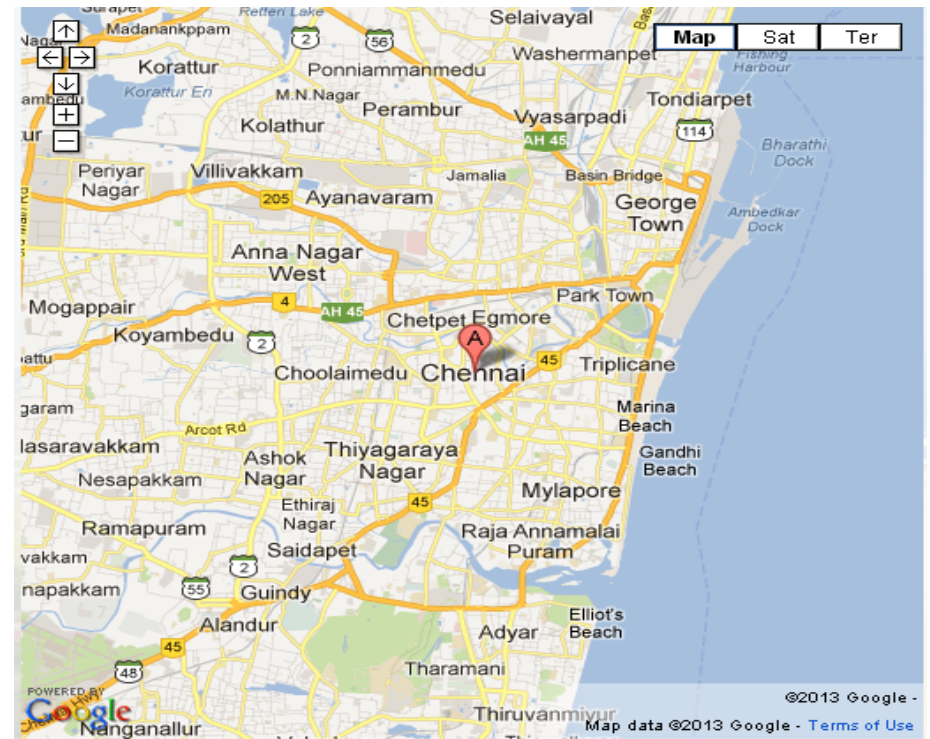 Retteri Lake
Selaivayal
Madanankppam
2
56
Map
Sat
Ter
Washermanpet
Fishing
Harbour
Korattur
Ponniammanmedu
Korattur Eri
M.N.Nagar
Perambur
Tondiarpet
Kolathur
Vyasarpadi
114
AH 45
Bharathi
Dock
Periyar
Nagar
Villivakkam
Jamalia
Basin Bridge
205
Ayanavaram
George
Town
Ambedkar
Dock
Anna Nagar
West
Mogappair
4
AH 45
Park Town
Chetpet
Egmore
Koyambedu
2
A
45
Triplicane
Choolaimedu
Chennai
Marina
Beach
Arcot Rd
Thiyagaraya
Nagar
Gandhi
Beach
Ashok
Nagar
Nesapakkam
Mylapore
45
Ethiraj
Nagar
Ramapuram
Raja Annamalai
Puram
Saidapet
2
55
Guindy
Elliot's
Beach
Alandur
Adyar
45
48
Tharamani
POWERED BY
Google
©2013 Google -
Thiruvanmiyur
Map data ©2013 Google - Terms of Use
Nanganallur